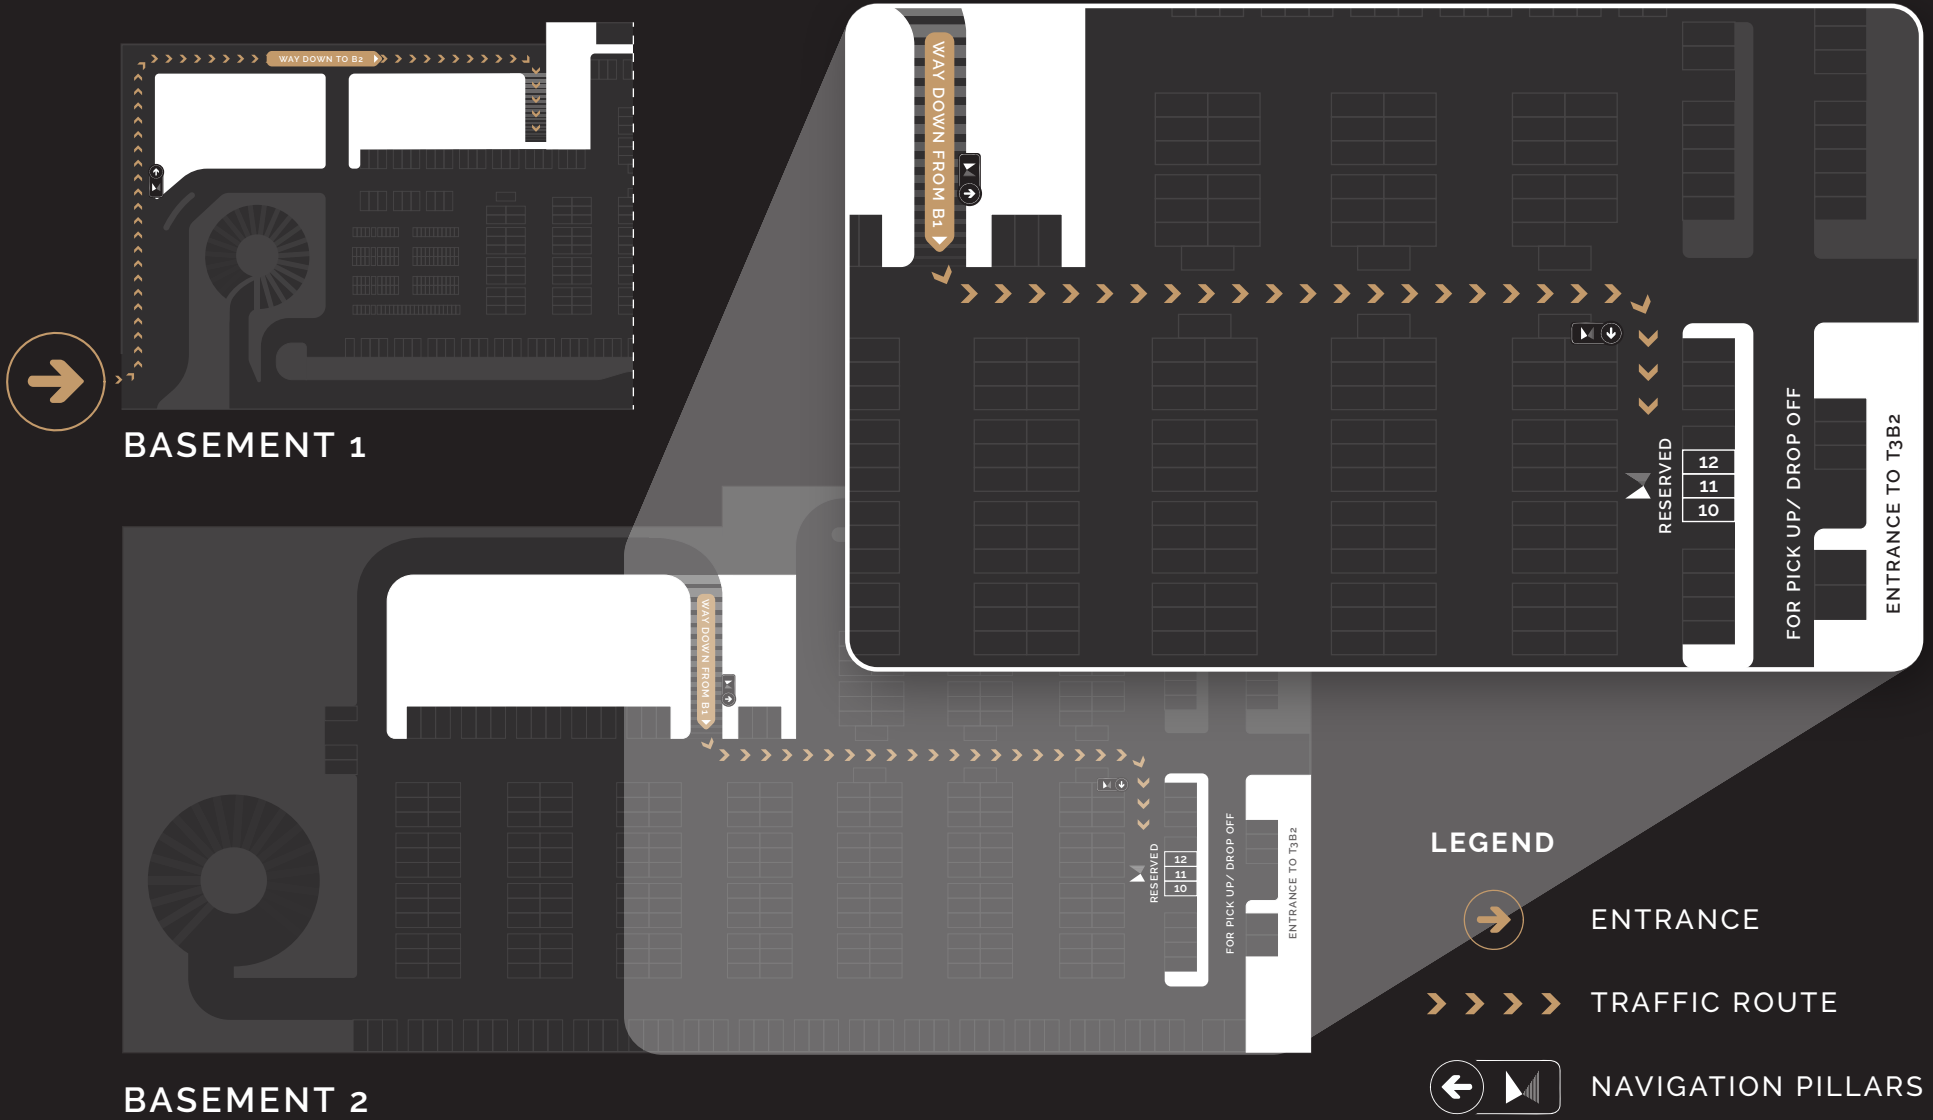 WAY DOWN TO B2
BASEMENT 1
WAY DOWN FROM B1
RESERVED
12
11
10
FOR PICK UP/ DROP OFF
ENTRANCE TO T3B2
WAY DOWN FROM B1
RESERVED
12
11
10
FOR PICK UP/ DROP OFF
ENTRANCE TO T3B2
BASEMENT 2
LEGEND
ENTRANCE
TRAFFIC ROUTE
NAVIGATION PILLARS